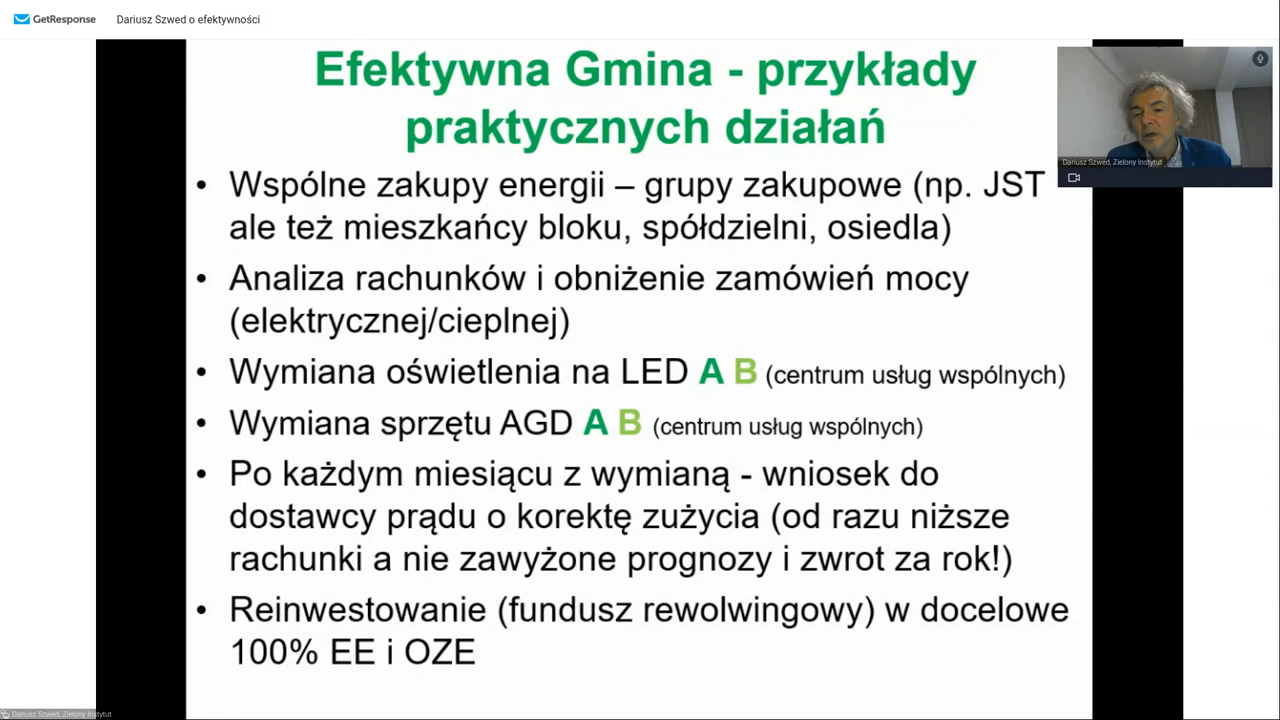 GetResponse
Dariusz Szwed o efektywności
Efektywna Gmina - przykłady
praktycznych działań
• Wspólne zakupy energii – grupy zakupowe (np. JST
ale też mieszkańcy bloku, spółdzielni, osiedla)
• Analiza rachunków i obniżenie zamówień mocy
(elektrycznej/cieplnej)
• Wymiana oświetlenia na LED A B (centrum usług wspólnych)
• Wymiana sprzętu AGD A B (centrum usług wspólnych)
• Po każdym miesiącu z wymianą - wniosek do
dostawcy prądu o korektę zużycia (od razu niższe
rachunki a nie zawyżone prognozy i zwrot za rok!)
• Reinwestowanie (fundusz rewolwingowy) w docelowe
100% EE i OZE
Dariusz Szwed, Zielony Instytut
Dariusz Szwed, Zielony Instytut